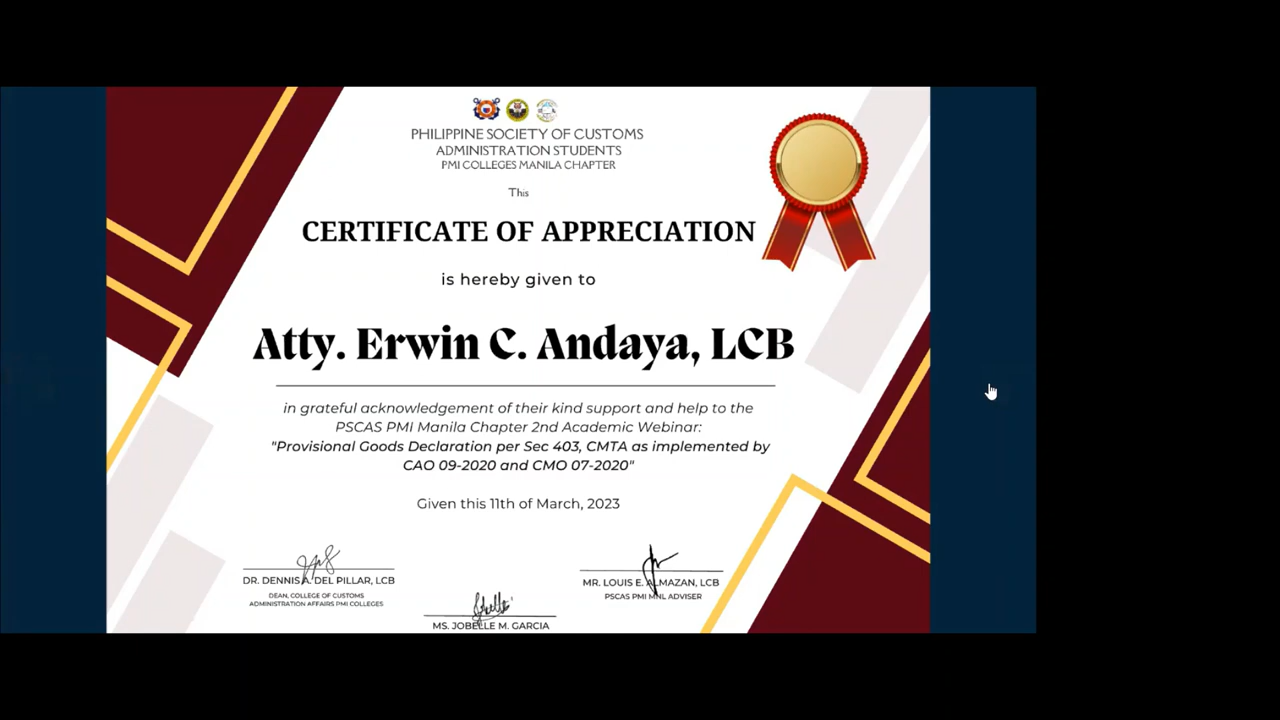 PHILIPPINE SOCIETY OF CUSTOMS
ADMINISTRATION STUDENTS
PMI COLLEGES MANILA CHAPTER
This
CERTIFICATE OF APPRECIATION
is hereby given to
Atty. Erwin C. Andaya, LCB
in grateful acknowledgement of their kind support and help to the
PSCAS PMI Manila Chapter 2nd Academic Webinar:
"Provisional Goods Declaration per Sec 403, CMTA as implemented by
CAO 09-2020 and CMO 07-2020"
Given this 11th of March, 2023
DR. DENNIS A. DEL PILLAR, LCB
DEAN, COLLEGE OF CUSTOMS
ADMINISTRATION AFFAIRS PMI COLLEGES
MS. JOBELLE M. GARCIA
MR. LOUIS E. ALMAZAN, LCB
PSCAS PMI MNL ADVISER